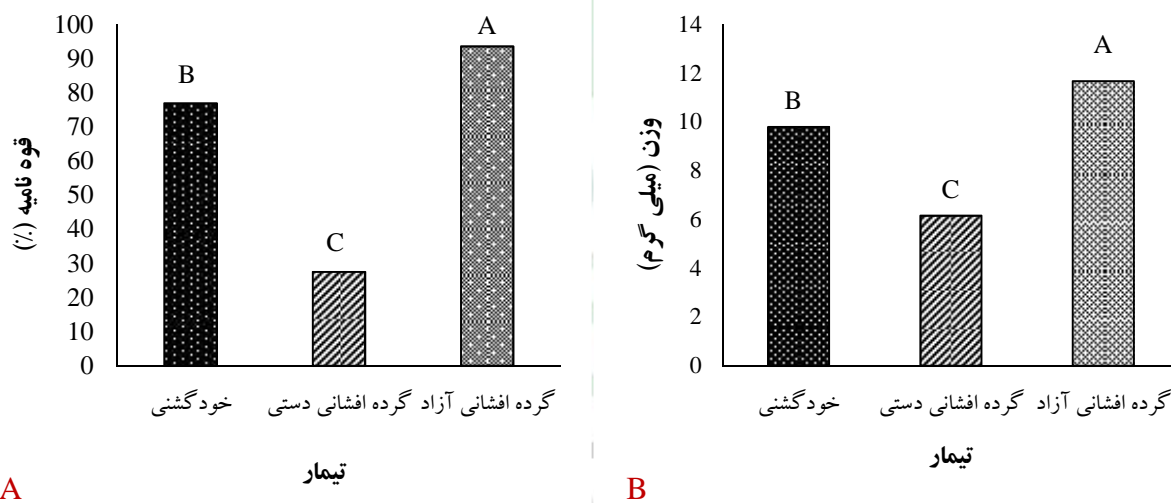 100
90
80
70
60
50
40
30
20
10
0
قوه نامیه (٪)
B
C
A
خودگشنی
گرده افشانی دستی
گرده افشانی آزاد
تیمار
A
14
12
10
8
6
4
2
0
وزن (میلی گرم)
B
C
A
خودگشنی
گرده افشانی دستی
گرده افشانی آزاد
تیمار
B